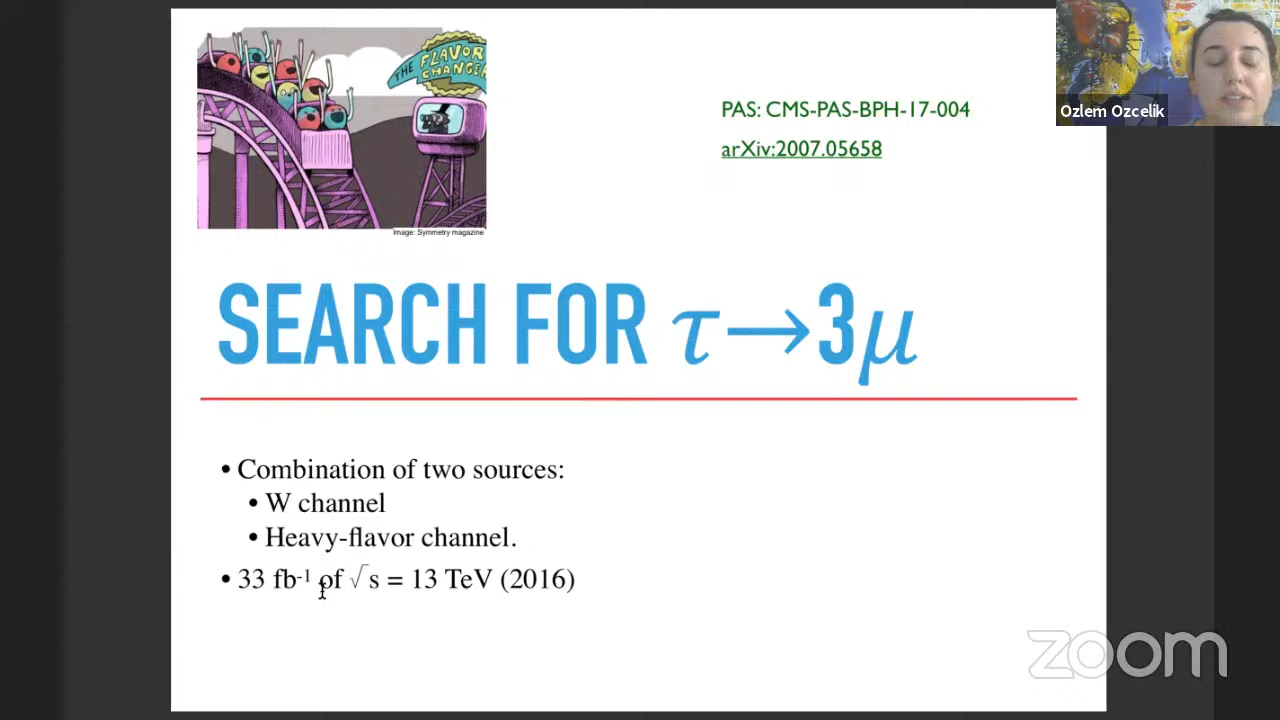 THE FLAVOR
CHANGER
Image: Symmetry magazine
PAS: CMS-PAS-BPH-17-004
arXiv:2007.05658
Ozlem Ozcelik
SEARCH FOR τ→3μ
• Combination of two sources:
• W channel
• Heavy-flavor channel.
• 33 fb⁻¹ of √s = 13 TeV (2016)
zoom